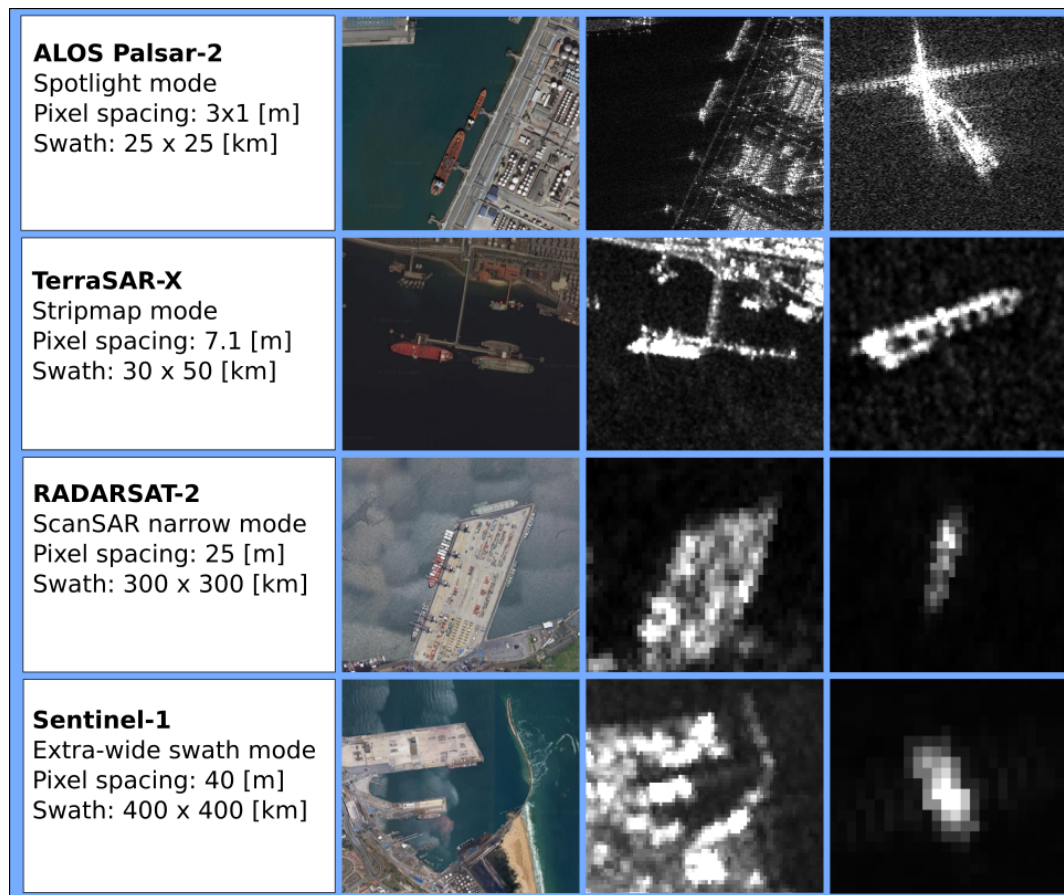 ALOS Palsar-2
Spotlight mode
Pixel spacing: 3x1 [m]
Swath: 25 x 25 [km]
TerraSAR-X
Stripmap mode
Pixel spacing: 7.1 [m]
Swath: 30 x 50 [km]
RADARSAT-2
ScanSAR narrow mode
Pixel spacing: 25 [m]
Swath: 300 x 300 [km]
Sentinel-1
Extra-wide swath mode
Pixel spacing: 40 [m]
Swath: 400 x 400 [km]